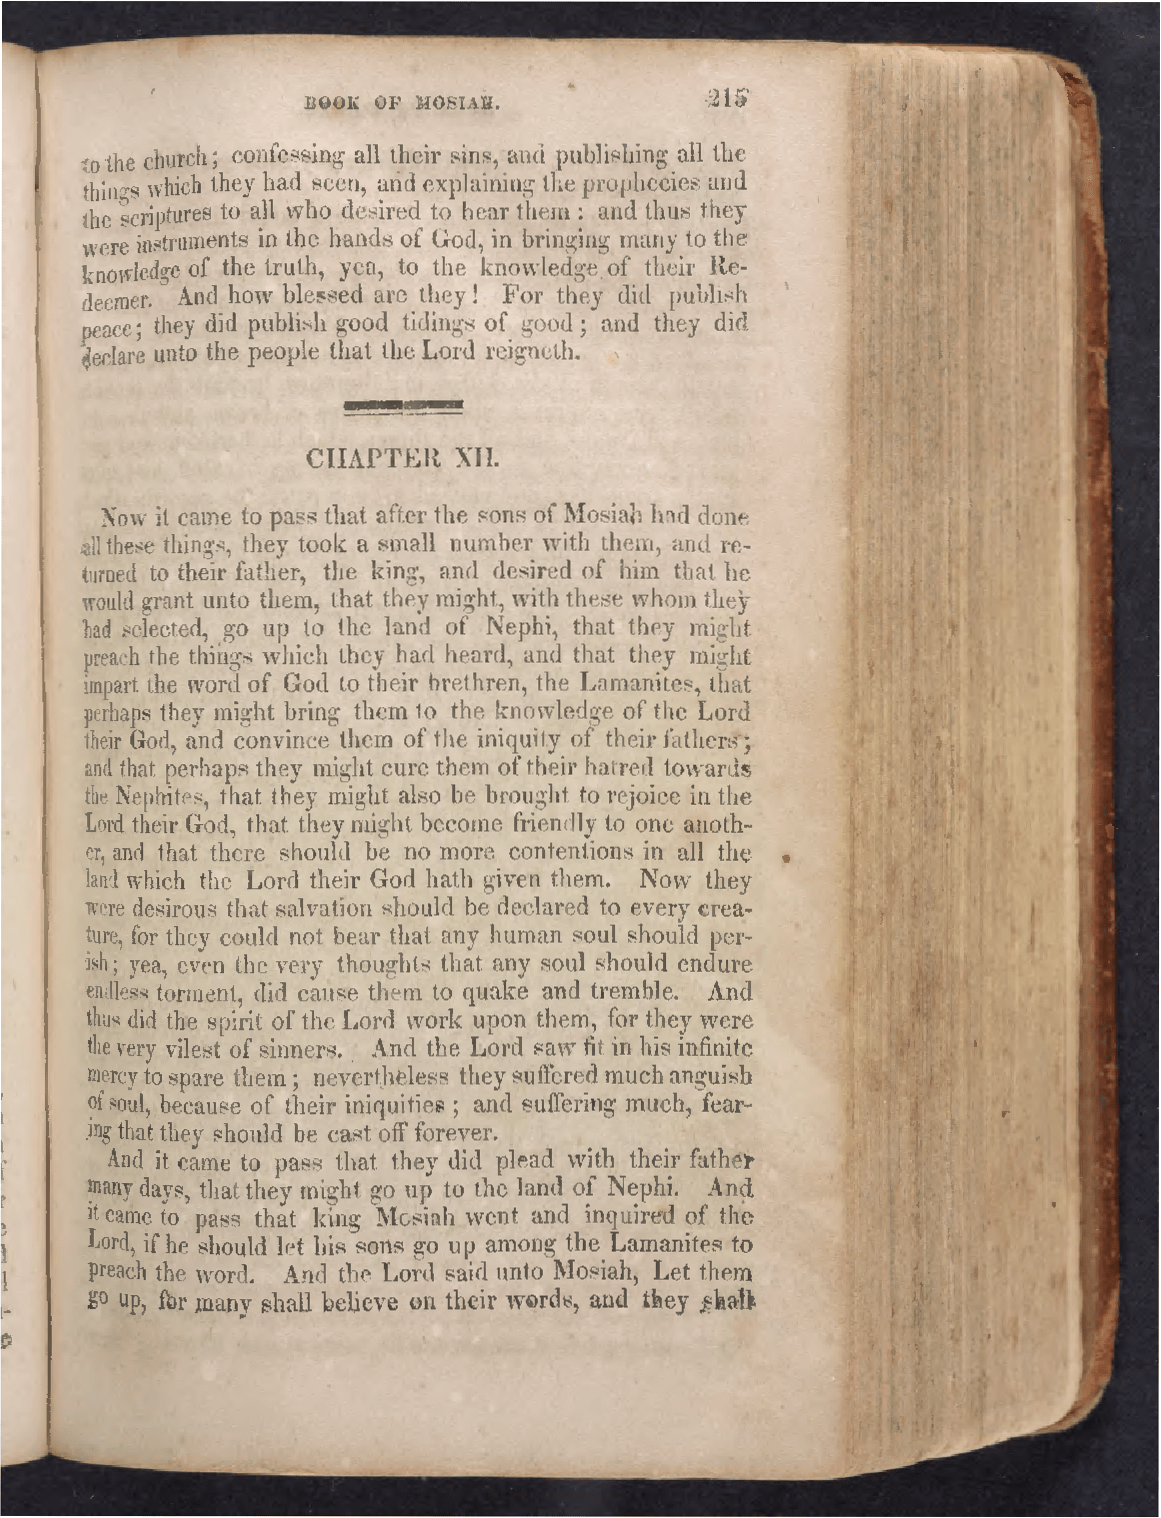 BOOK OF MOSIAH. 215
to the church; confessing all their sins, and publishing all the
things which they had seen, and explaining the prophecies and
the scriptures to all who desired to hear them: and thus they
were instruments in the hands of God, in bringing many to the
knowledge of the truth, yea, to the knowledge of their Re-
deemer. And how blessed are they! For they did publish
peace; they did publish good tidings of good; and they did
declare unto the people that the Lord reigneth.
CHAPTER XII.
Now it came to pass that after the sons of Mosiah had done
all these things, they took a small number with them, and re-
turned to their father, the king, and desired of him that he
would grant unto them, that they might, with these whom they
had selected, go up to the land of Nephi, that they might
preach the things which they had heard, and that they might
impart the word of God to their brethren, the Lamanites, that
perhaps they might bring them to the knowledge of the Lord
their God, and convince them of the iniquity of their fathers;
and that perhaps they might cure them of their hatred towards
the Nephites, that they might also be brought to rejoice in the
Lord their God, that they might become friendly to one anoth-
er, and that there should be no more contentions in all the
land which the Lord their God hath given them. Now they
were desirous that salvation should be declared to every crea-
ture, for they could not bear that any human soul should per-
ish; yea, even the very thoughts that any soul should endure
endless torment, did cause them to quake and tremble. And
thus did the spirit of the Lord work upon them, for they were
the very vilest of sinners. And the Lord saw fit in his infinite
mercy to spare them; nevertheless they suffered much anguish
of soul, because of their iniquities; and suffering much, fear-
ing that they should be cast off forever.
And it came to pass that they did plead with their father
many days, that they might go up to the land of Nephi. And
it came to pass that king Mosiah went and inquired of the
Lord, if he should let his sons go up among the Lamanites to
preach the word. And the Lord said unto Mosiah, Let them
go up, for many shall believe on their words, and they shall